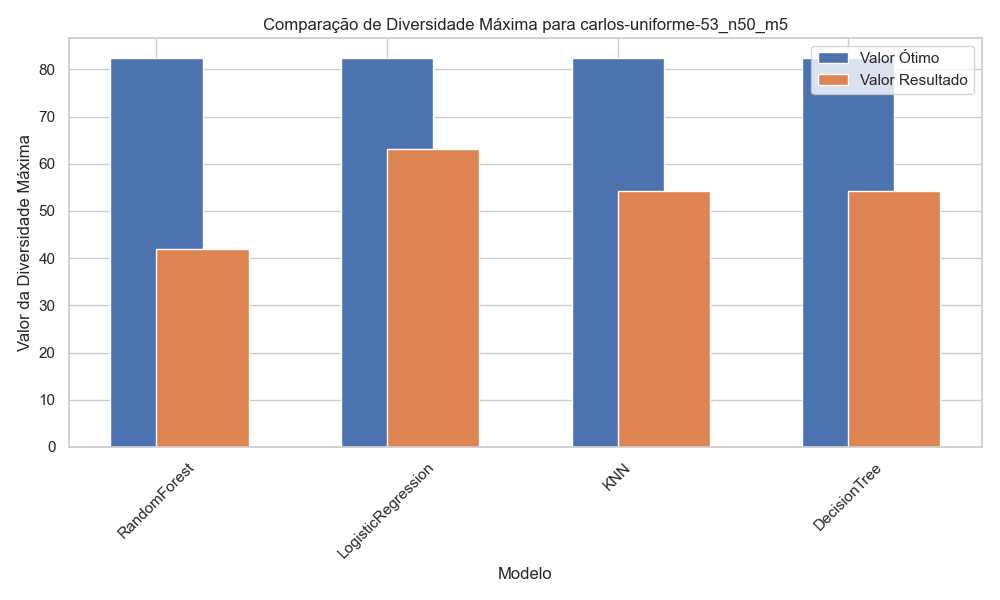 Comparação de Diversidade Máxima para carlos-uniforme-53_n50_m5
Valor Ótimo
Valor Resultado
Valor da Diversidade Máxima
80
70
60
50
40
30
20
10
0
RandomForest
LogisticRegression
KNN
DecisionTree
Modelo